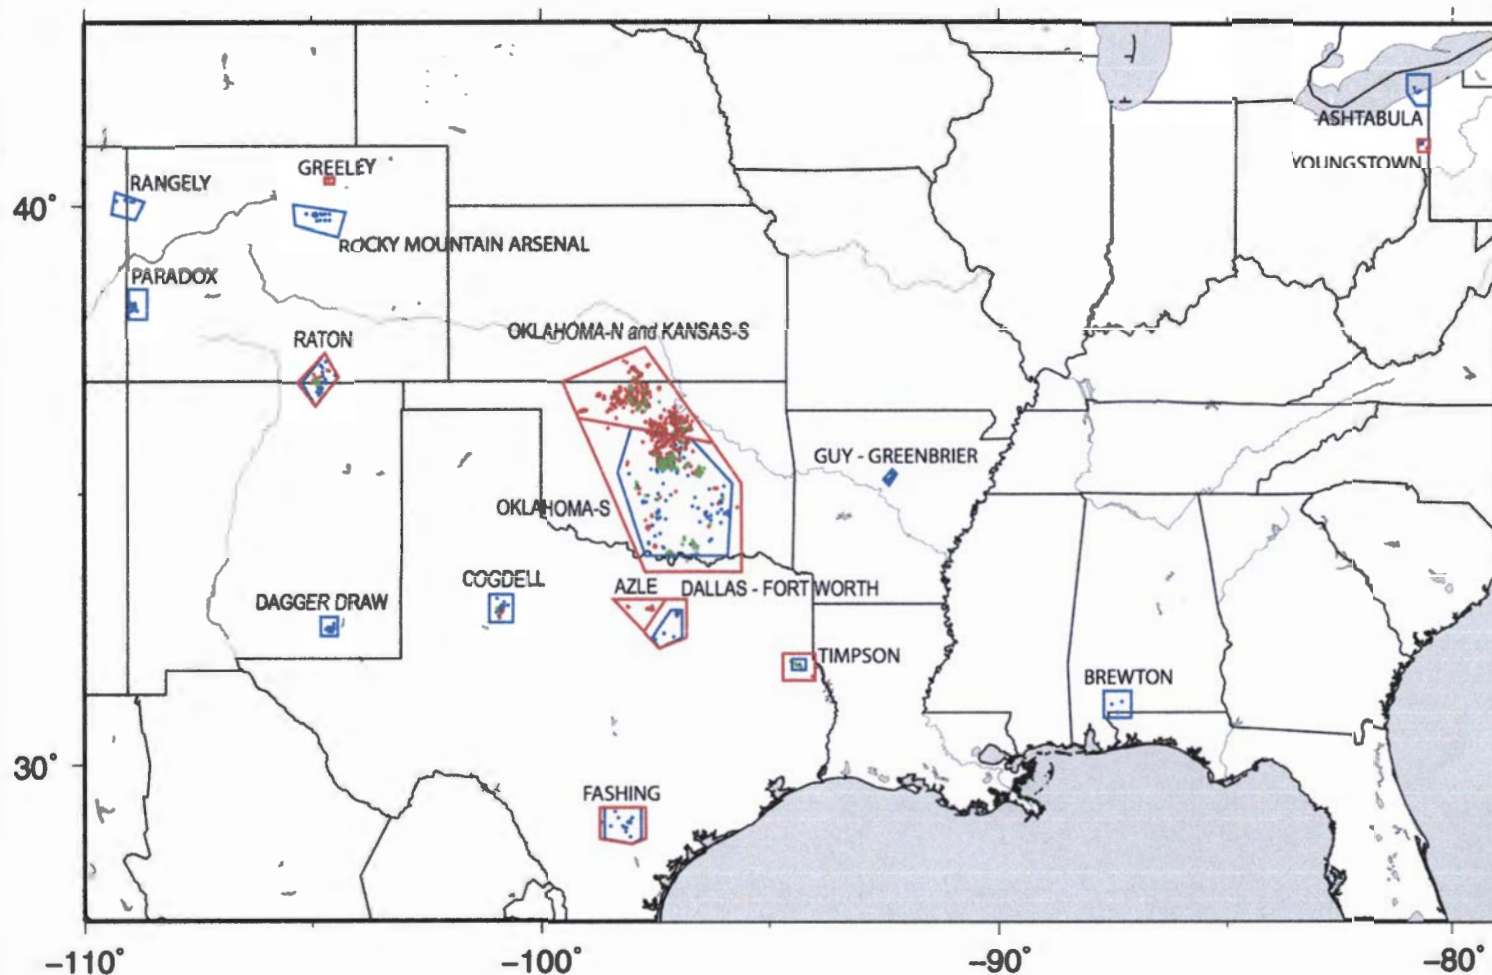 ASHTABULA
YOUNGSTOWN
GREELEY
RANGELY
40°
ROCKY MOUNTAIN ARSENAL
PARADOX
OKLAHOMA-N and KANSAS-S
RATON
GUY - GREENBRIER
OKLAHOMA-S
COGDELL
AZLE
DALLAS - FORT WORTH
DAGGER DRAW
TIMPSON
BREWTON
30°
FASHING
-110°
-100°
-90°
-80°